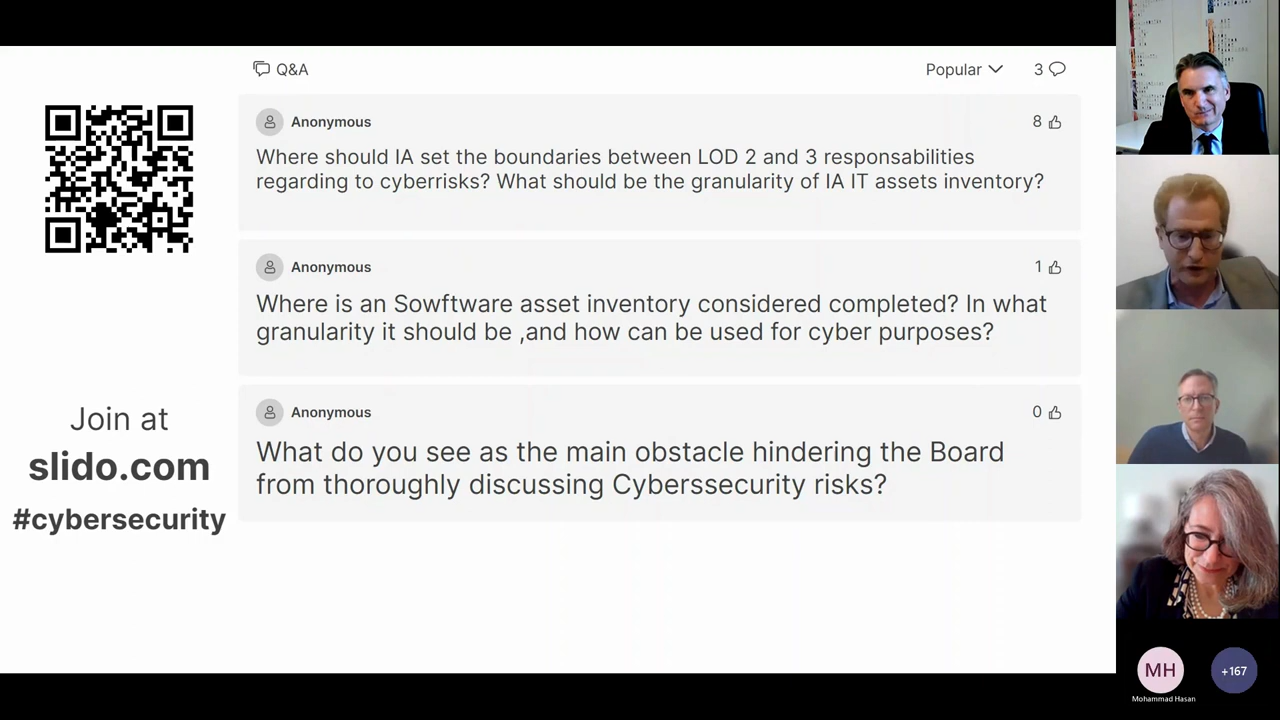 Q&A
Popular
3
Anonymous
8
Where should IA set the boundaries between LOD 2 and 3 responsabilities
regarding to cyberrisks? What should be the granularity of IA IT assets inventory?
Anonymous
1
Where is an Sowftware asset inventory considered completed? In what
granularity it should be ,and how can be used for cyber purposes?
Anonymous
0
What do you see as the main obstacle hindering the Board
from thoroughly discussing Cyberssecurity risks?
Join at
slido.com
#cybersecurity
MH
Mohammad Hasan
+167